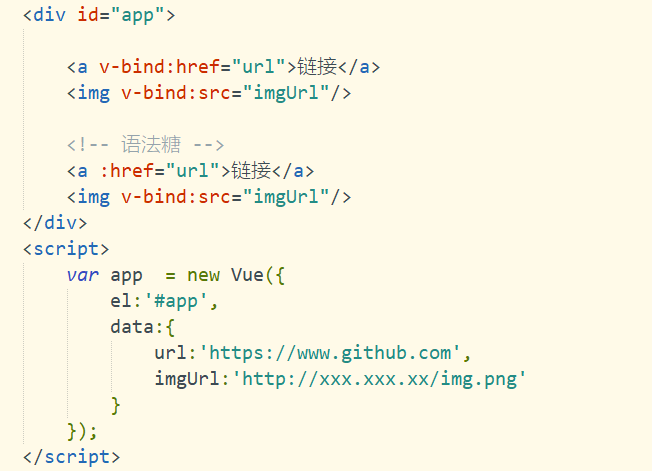 <div id="app">
<a v-bind:href="url">链接</a>
<img v-bind:src="imgUrl"/>
<!-- 语法糖 -->
<a :href="url">链接</a>
<img v-bind:src="imgUrl"/>
</div>
<script>
var app  = new Vue({
el:'#app',
data:{
url:'https://www.github.com',
imgUrl:'http://xxx.xxx.xx/img.png'
}
});
</script>